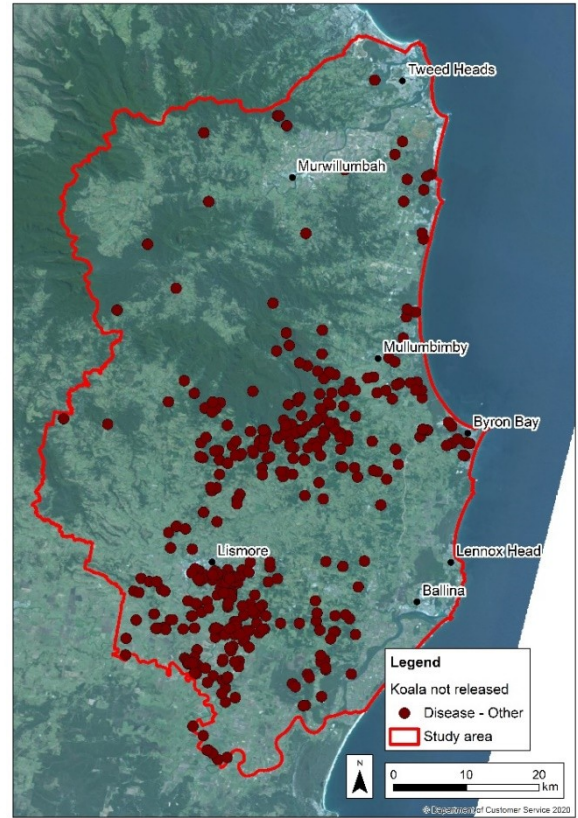 Tweed Heads
Murwillumbah
Mullumbimby
Byron Bay
Lismore
Lennox Head
Ballina
Legend
Koala not released
Disease - Other
Study area
N
0 10 20
km
© Department of Customer Service 2020